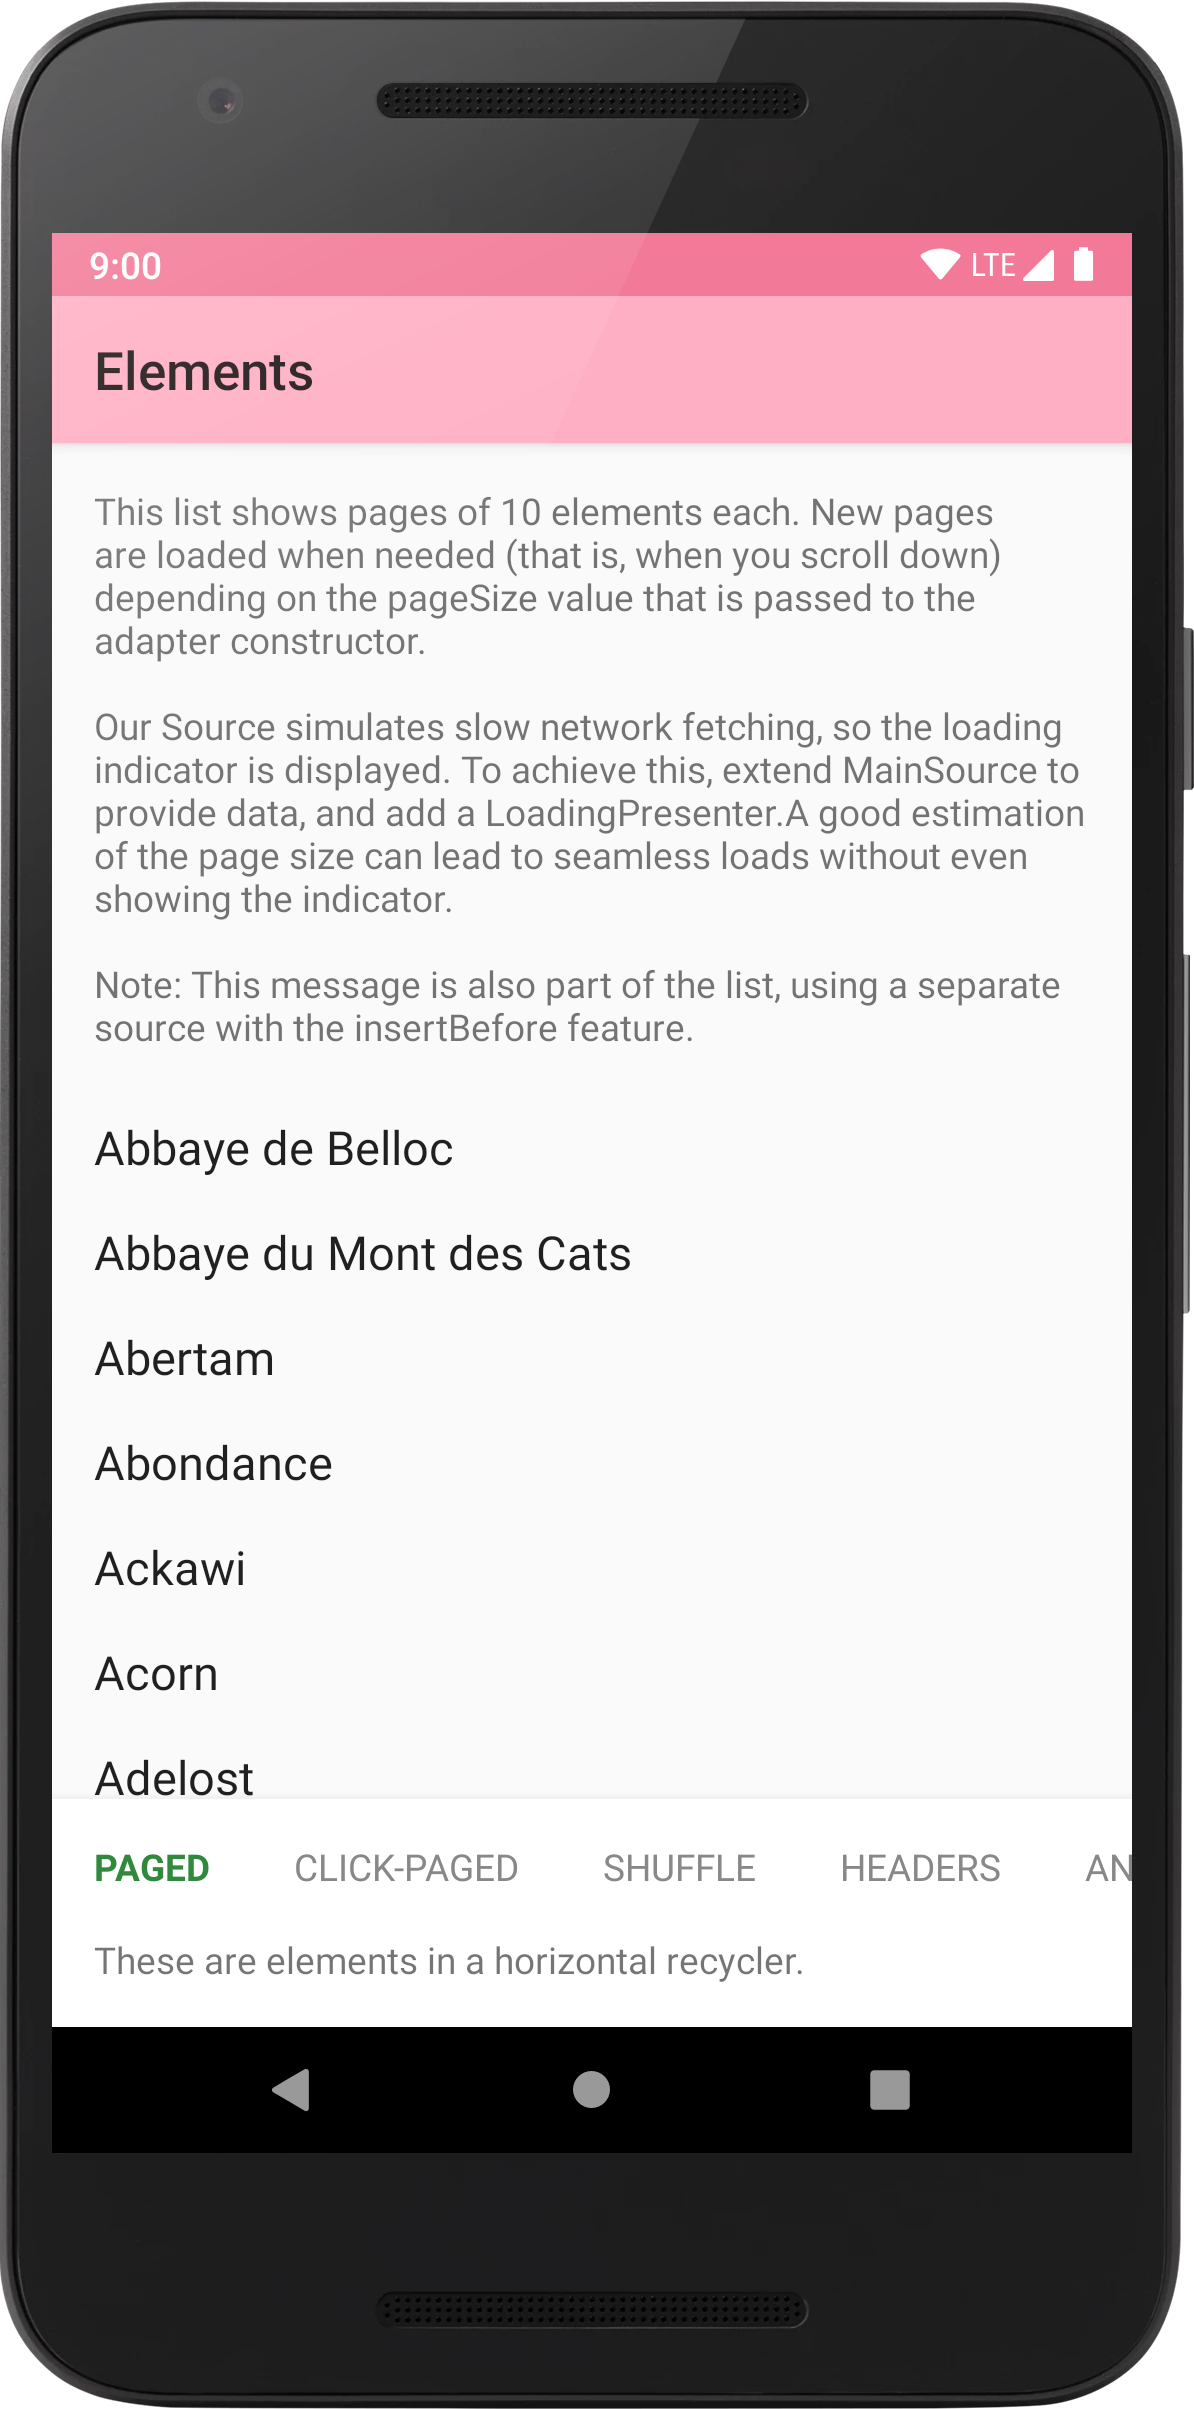 9:00 LTE
Elements
This list shows pages of 10 elements each. New pages
are loaded when needed (that is, when you scroll down)
depending on the pageSize value that is passed to the
adapter constructor.
Our Source simulates slow network fetching, so the loading
indicator is displayed. To achieve this, extend MainSource to
provide data, and add a LoadingPresenter.A good estimation
of the page size can lead to seamless loads without even
showing the indicator.
Note: This message is also part of the list, using a separate
source with the insertBefore feature.
Abbaye de Belloc
Abbaye du Mont des Cats
Abertam
Abondance
Ackawi
Acorn
Adelost
PAGED CLICK-PAGED SHUFFLE HEADERS AN
These are elements in a horizontal recycler.